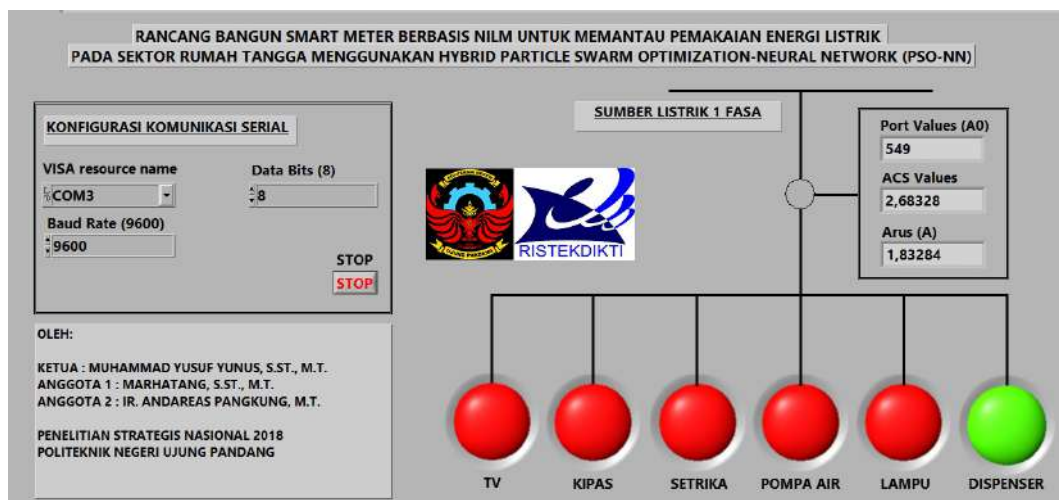 RANCANG BANGUN SMART METER BERBASIS NILM UNTUK MEMANTAU PEMAKAIAN ENERGI LISTRIK
PADA SEKTOR RUMAH TANGGA MENGGUNAKAN HYBRID PARTICLE SWARM OPTIMIZATION-NEURAL NETWORK (PSO-NN)
KONFIGURASI KOMUNIKASI SERIAL
VISA resource name
COM3
Data Bits (8)
8
Baud Rate (9600)
9600
STOP
STOP
RISTEKDIKTI
SUMBER LISTRIK 1 FASA
Port Values (A0)
549
ACS Values
2,68328
Arus (A)
1,83284
OLEH:
KETUA : MUHAMMAD YUSUF YUNUS, S.ST., M.T.
ANGGOTA 1 : MARHATANG, S.ST., M.T.
ANGGOTA 2 : IR. ANDAREAS PANGKUNG, M.T.
PENELITIAN STRATEGIS NASIONAL 2018
POLITEKNIK NEGERI UJUNG PANDANG
TV
KIPAS
SETRIKA
POMPA AIR
LAMPU
DISPENSER